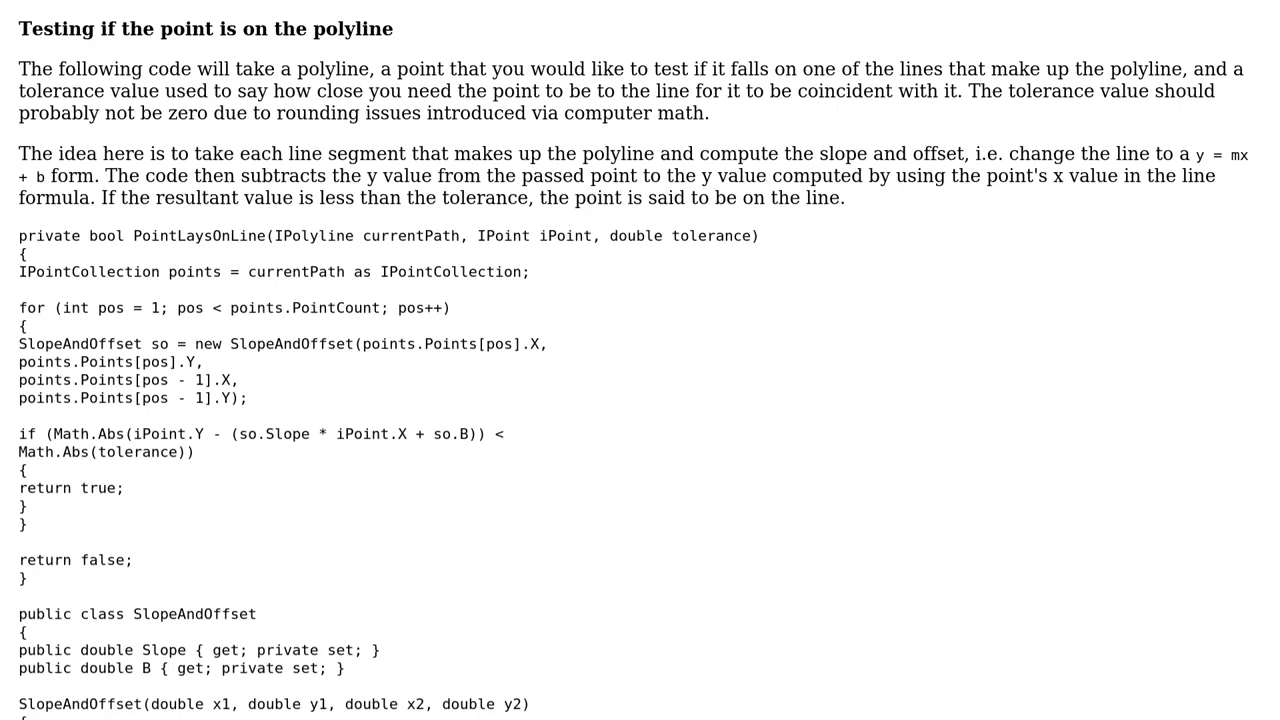 Testing if the point is on the polyline
The following code will take a polyline, a point that you would like to test if it falls on one of the lines that make up the polyline, and a
tolerance value used to say how close you need the point to be to the line for it to be coincident with it. The tolerance value should
probably not be zero due to rounding issues introduced via computer math.
The idea here is to take each line segment that makes up the polyline and compute the slope and offset, i.e. change the line to a y = mx
+ b form. The code then subtracts the y value from the passed point to the y value computed by using the point's x value in the line
formula. If the resultant value is less than the tolerance, the point is said to be on the line.
private bool PointLaysOnLine(IPolyline currentPath, IPoint iPoint, double tolerance)
{
IPointCollection points = currentPath as IPointCollection;
for (int pos = 1; pos < points.PointCount; pos++)
{
SlopeAndOffset so = new SlopeAndOffset(points.Points[pos].X,
points.Points[pos].Y,
points.Points[pos - 1].X,
points.Points[pos - 1].Y);
if (Math.Abs(iPoint.Y - (so.Slope * iPoint.X + so.B)) <
Math.Abs(tolerance))
{
return true;
}
}
return false;
}
public class SlopeAndOffset
{
public double Slope { get; private set; }
public double B { get; private set; }
SlopeAndOffset(double x1, double y1, double x2, double y2)
{